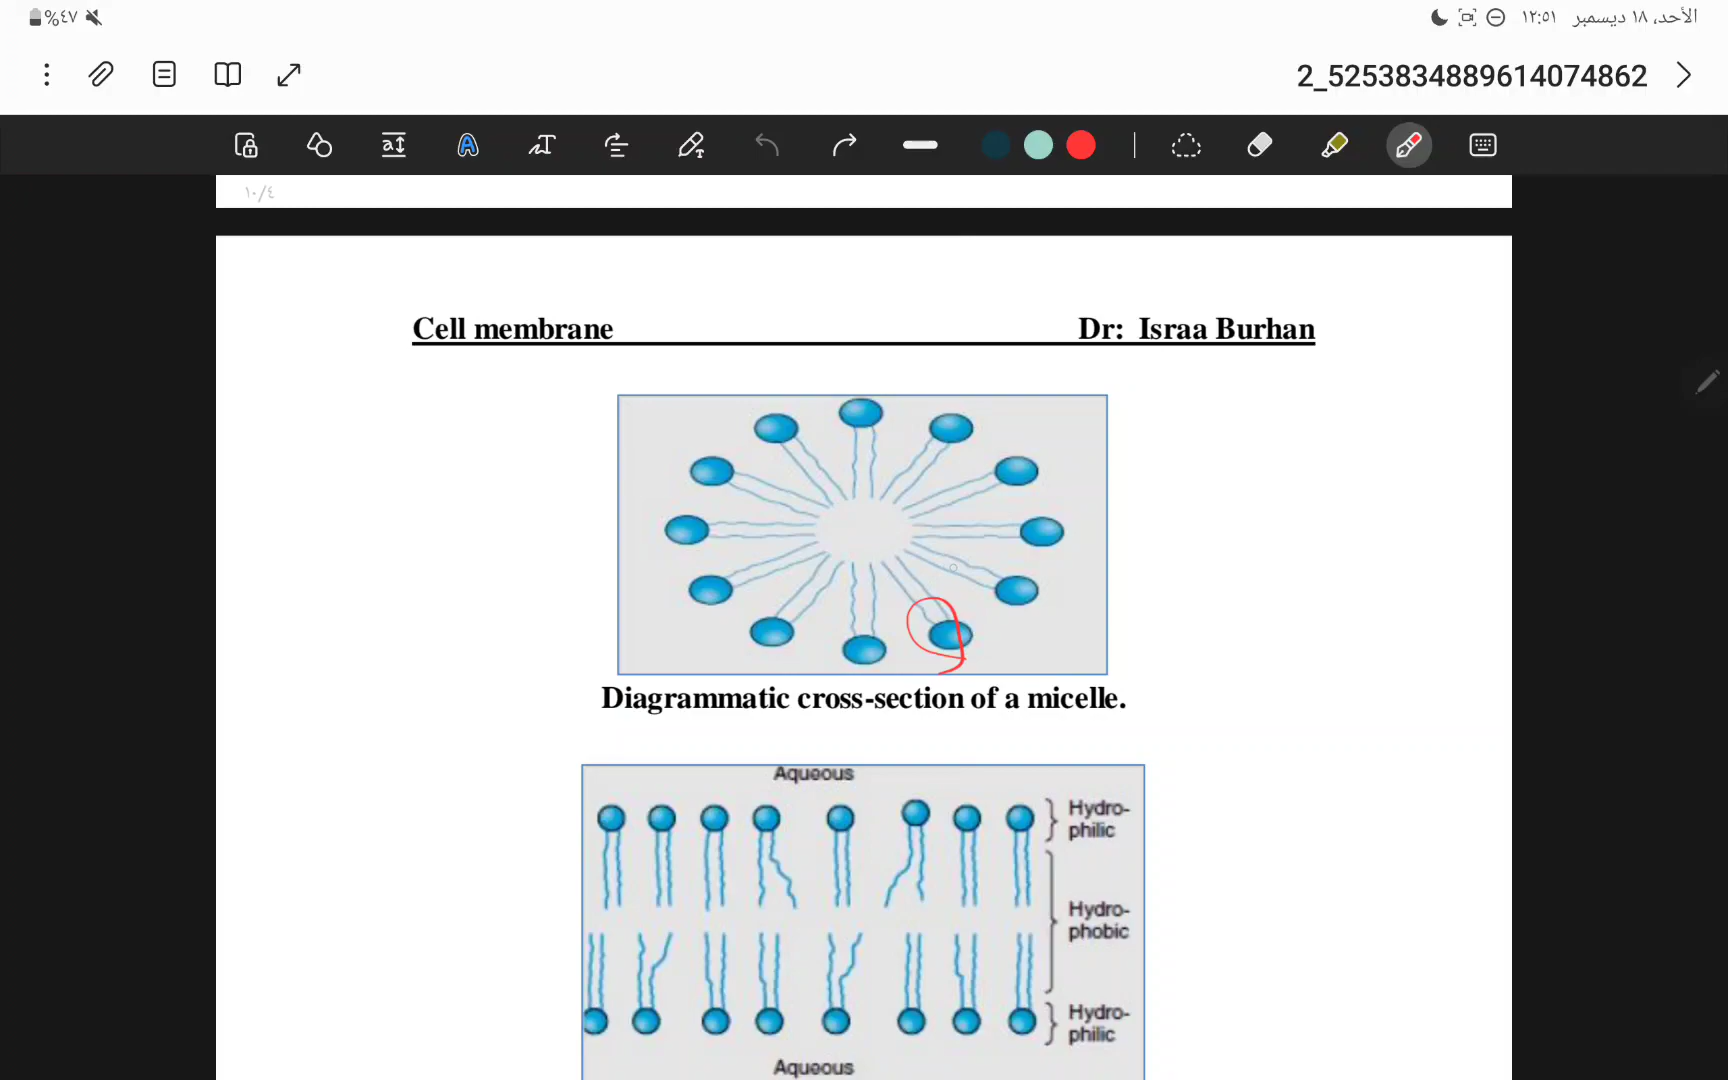 %٤٧
الأحد، ١٨ ديسمبر ١٢:٥١
2_5253834889614074862
١٠/٤
Cell membrane Dr: Israa Burhan
Diagrammatic cross-section of a micelle.
Aqueous
Hydro-
philic
Hydro-
phobic
Hydro-
philic
Aqueous